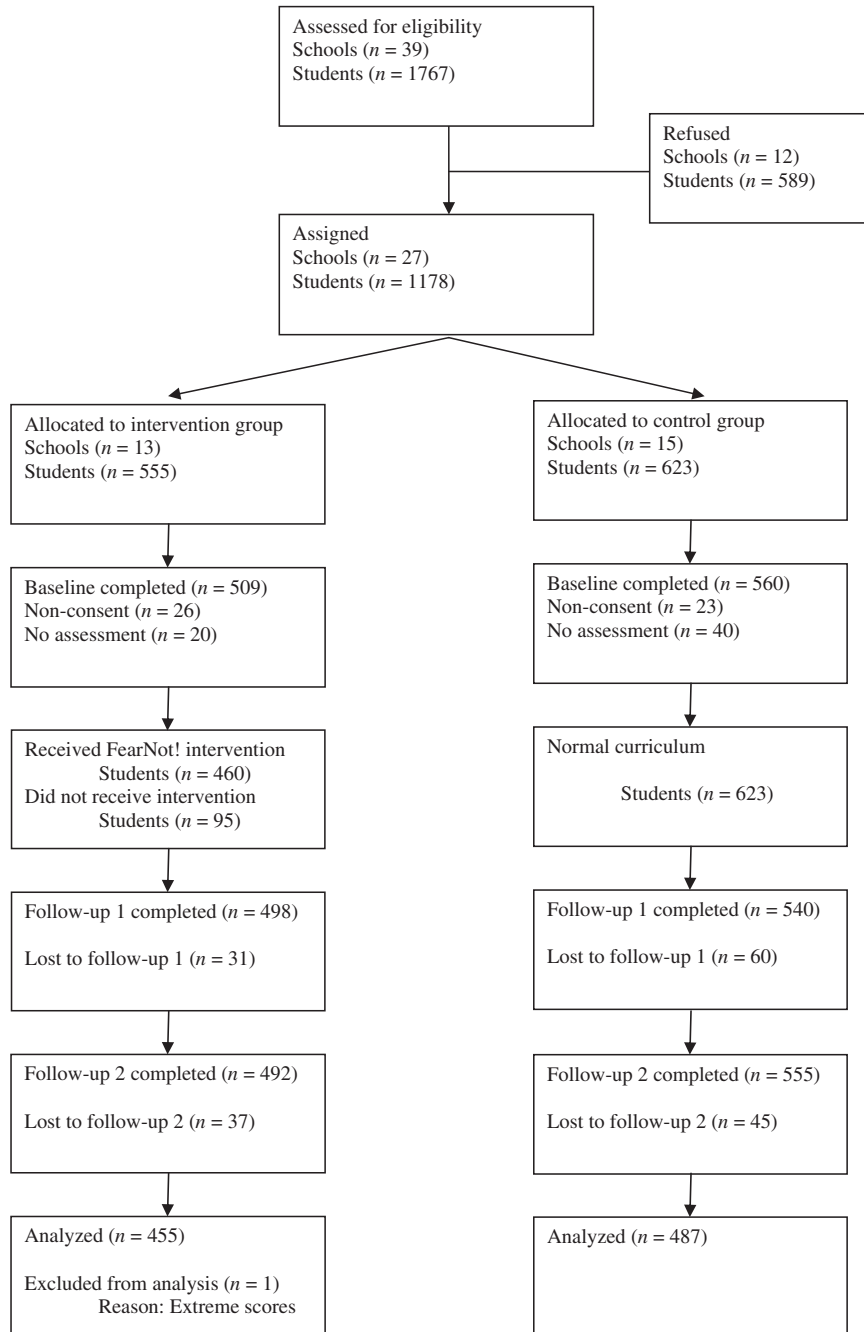 Assessed for eligibility
Schools (n = 39)
Students (n = 1767)
Refused
Schools (n = 12)
Students (n = 589)
Assigned
Schools (n = 27)
Students (n = 1178)
Allocated to intervention group
Schools (n = 13)
Students (n = 555)
Allocated to control group
Schools (n = 15)
Students (n = 623)
Baseline completed (n = 509)
Non-consent (n = 26)
No assessment (n = 20)
Baseline completed (n = 560)
Non-consent (n = 23)
No assessment (n = 40)
Received FearNot! intervention
Students (n = 460)
Did not receive intervention
Students (n = 95)
Normal curriculum
Students (n = 623)
Follow-up 1 completed (n = 498)
Lost to follow-up 1 (n = 31)
Follow-up 1 completed (n = 540)
Lost to follow-up 1 (n = 60)
Follow-up 2 completed (n = 492)
Lost to follow-up 2 (n = 37)
Follow-up 2 completed (n = 555)
Lost to follow-up 2 (n = 45)
Analyzed (n = 455)
Excluded from analysis (n = 1)
Reason: Extreme scores
Analyzed (n = 487)